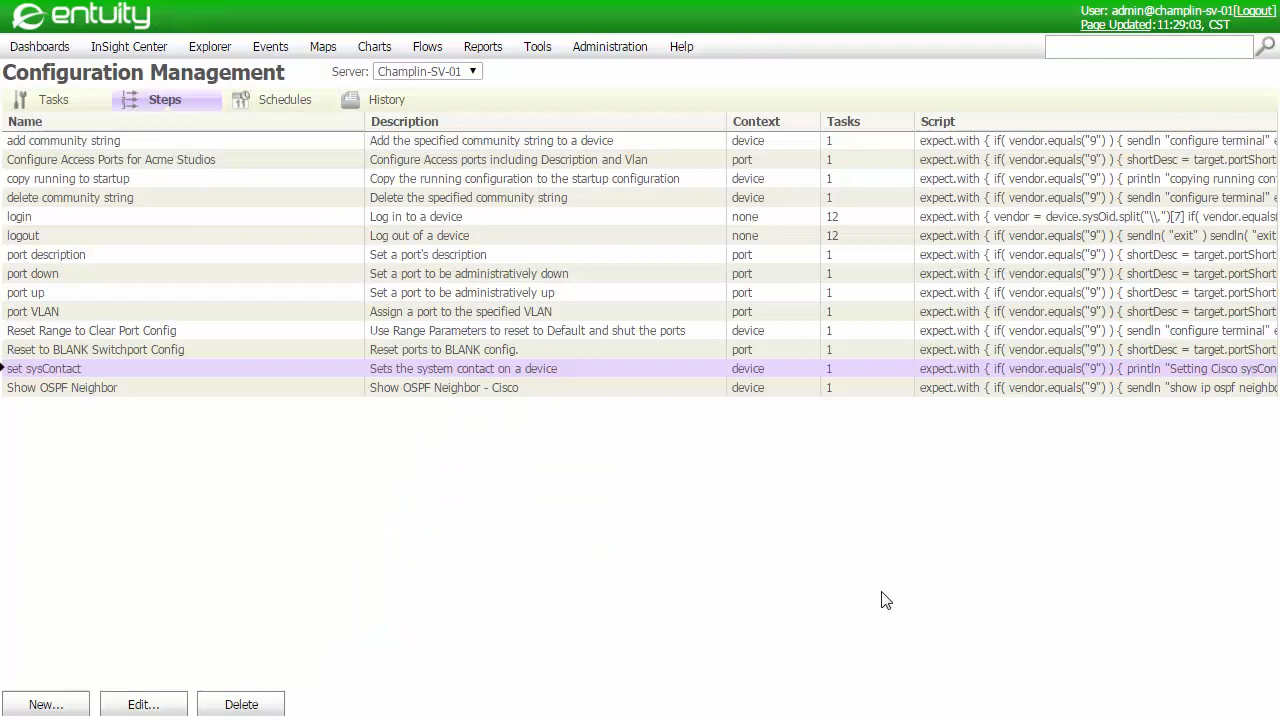 entuity
User: admin@champlin-sv-01[Logout]
Page Updated: 11:29:03, CST
Dashboards InSight Center Explorer Events Maps Charts Flows Reports Tools Administration Help
Configuration Management Server: Champlin-SV-01
Tasks Steps Schedules History
Name Description Context Tasks Script
add community string Add the specified community string to a device device 1 expect.with { if( vendor.equals("9") ) { sendln "configure terminal" e
Configure Access Ports for Acme Studios Configure Access ports including Description and Vlan port 1 expect.with { if( vendor.equals("9") ) { shortDesc = target.portShort
copy running to startup Copy the running configuration to the startup configuration device 1 expect.with { if( vendor.equals("9") ) { println "copying running con
delete community string Delete the specified community string device 1 expect.with { if( vendor.equals("9") ) { sendln "configure terminal" e
login Log in to a device none 12 expect.with { vendor = device.sysOid.split("\\.")[7] if( vendor.equals
logout Log out of a device none 12 expect.with { if( vendor.equals("9") ) { sendln( "exit" ) sendln( "exit
port description Set a port's description port 1 expect.with { if( vendor.equals("9") ) { shortDesc = target.portShort
port down Set a port to be administratively down port 1 expect.with { if( vendor.equals("9") ) { shortDesc = target.portShort
port up Set a port to be administratively up port 1 expect.with { if( vendor.equals("9") ) { shortDesc = target.portShort
port VLAN Assign a port to the specified VLAN port 1 expect.with { if( vendor.equals("9") ) { shortDesc = target.portShort
Reset Range to Clear Port Config Use Range Parameters to reset to Default and shut the ports device 1 expect.with { if( vendor.equals("9") ) { sendln "configure terminal" e
Reset to BLANK Switchport Config Reset ports to BLANK config. port 1 expect.with { if( vendor.equals("9") ) { shortDesc = target.portShort
set sysContact Sets the system contact on a device device 1 expect.with { if( vendor.equals("9") ) { println "Setting Cisco sysCon
Show OSPF Neighbor Show OSPF Neighbor - Cisco device 1 expect.with { if( vendor.equals("9") ) { sendln "show ip ospf neighbo
New... Edit... Delete